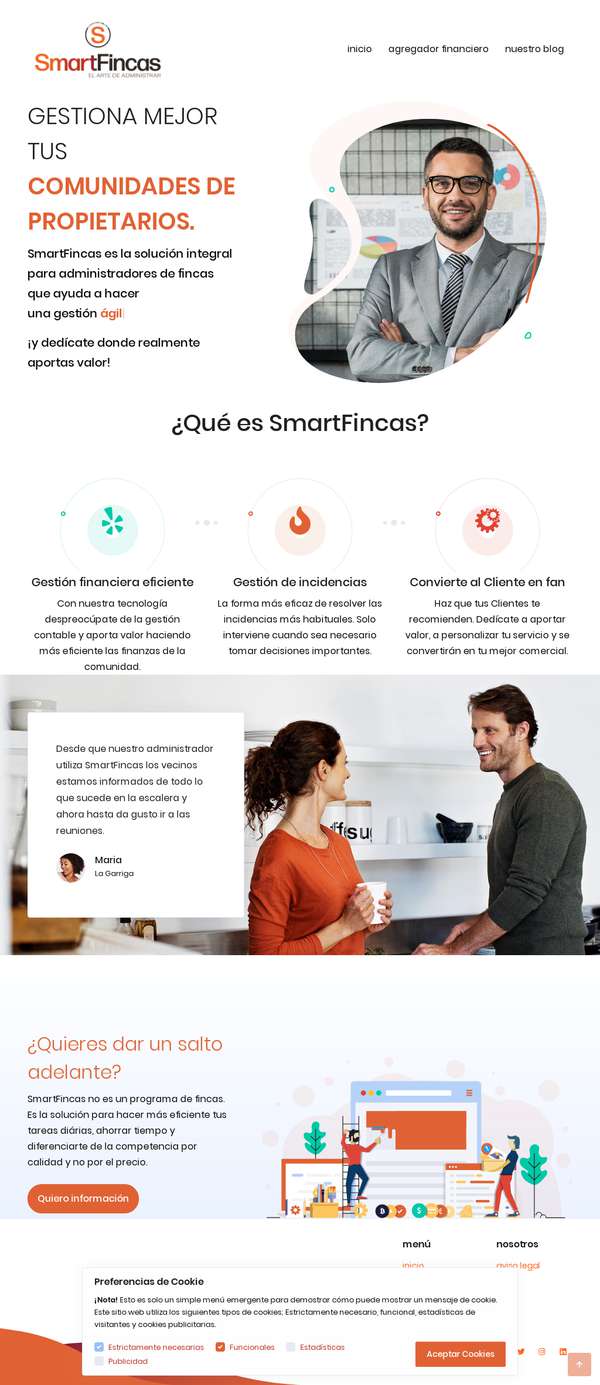 S
SmartFincas
EL ARTE DE ADMINISTRAR
inicio agregador financiero nuestro blog
GESTIONA MEJOR
TUS
COMUNIDADES DE
PROPIETARIOS.
SmartFincas es la solución integral
para administradores de fincas
que ayuda a hacer
una gestión ágil
¡y dedícate donde realmente
aportas valor!
¿Qué es SmartFincas?
Gestión financiera eficiente
Con nuestra tecnología
despreocúpate de la gestión
contable y aporta valor haciendo
más eficiente las finanzas de la
comunidad.
Gestión de incidencias
La forma más eficaz de resolver las
incidencias más habituales. Solo
interviene cuando sea necesario
tomar decisiones importantes.
Convierte al Cliente en fan
Haz que tus Clientes te
recomienden. Dedícate a aportar
valor, a personalizar tu servicio y se
convertirán en tu mejor comercial.
Desde que nuestro administrador
utiliza SmartFincas los vecinos
estamos informados de todo lo
que sucede en la escalera y
ahora hasta da gusto ir a las
reuniones.
Maria
La Garriga
¿Quieres dar un salto
adelante?
SmartFincas no es un programa de fincas.
Es la solución para hacer más eficiente tus
tareas diárias, ahorrar tiempo y
diferenciarte de la competencia por
calidad y no por el precio.
Quiero información
menú nosotros
inicio aviso legal
Preferencias de Cookie
¡Nota! Esto es solo un simple menú emergente para demostrar cómo puede mostrar un mensaje de cookie.
Este sitio web utiliza los siguientes tipos de cookies; Estrictamente necesario, funcional, estadísticas de
visitantes y cookies publicitarias.
Estrictamente necesarias Funcionales Estadísticas
Publicidad
Aceptar Cookies